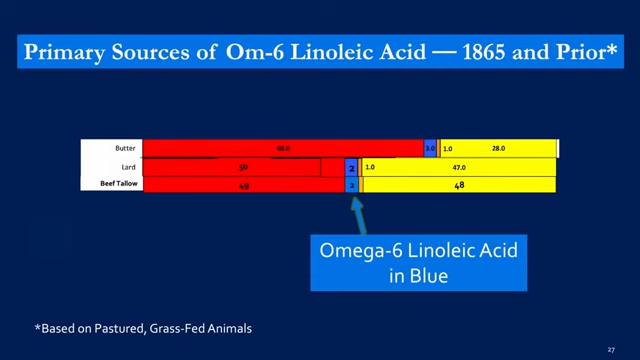 Primary Sources of Om-6 Linoleic Acid — 1865 and Prior*
Butter 68.0 3.0 1.0 28.0
Lard 50 2 1.0 47.0
Beef Tallow 49 2 48
Omega-6 Linoleic Acid
in Blue
*Based on Pastured, Grass-Fed Animals
27